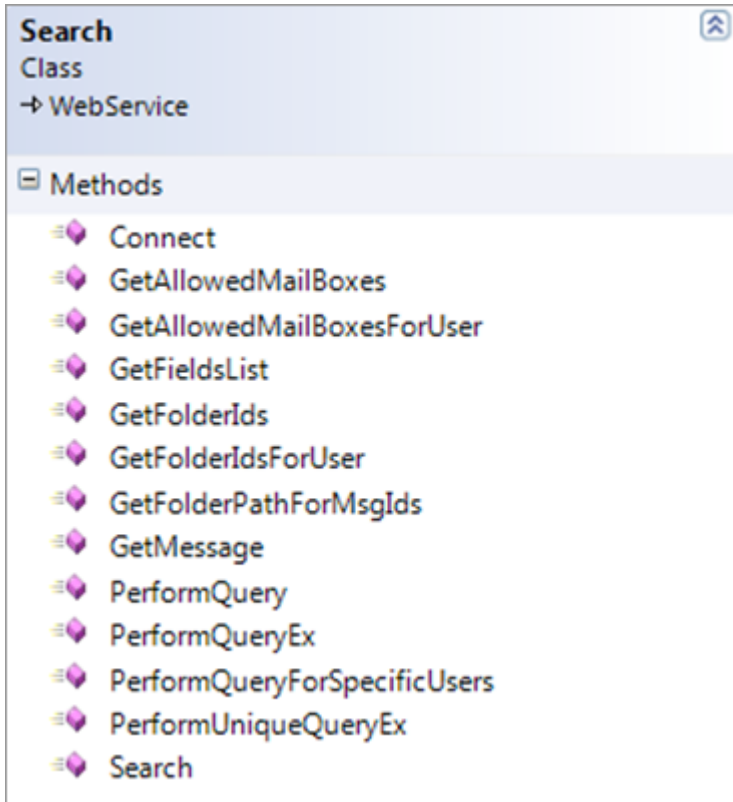 Search
Class
WebService
Methods
Connect
GetAllowedMailBoxes
GetAllowedMailBoxesForUser
GetFieldsList
GetFolderIds
GetFolderIdsForUser
GetFolderPathForMsgIds
GetMessage
PerformQuery
PerformQueryEx
PerformQueryForSpecificUsers
PerformUniqueQueryEx
Search